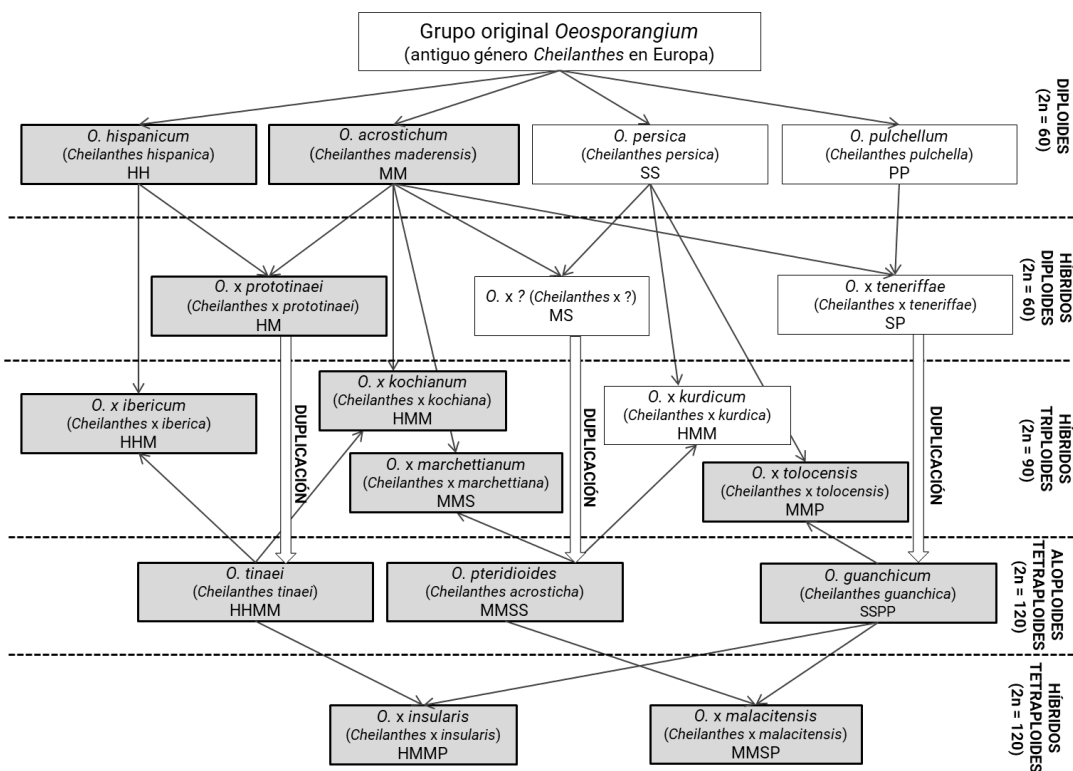 Grupo original Oeosporangium
(antiguo género Cheilanthes en Europa)
DIPLOIDES
(2n = 60)
O. hispanicum
(Cheilanthes hispanica)
HH
O. acrostichum
(Cheilanthes maderensis)
MM
O. persica
(Cheilanthes persica)
SS
O. pulchellum
(Cheilanthes pulchella)
PP
HÍBRIDOS
DIPLOIDES
(2n = 60)
O. x prototinaei
(Cheilanthes x prototinaei)
HM
O. x ? (Cheilanthes x ?)
MS
O. x teneriffae
(Cheilanthes x teneriffae)
SP
HÍBRIDOS
TRIPLOIDES
(2n = 90)
O. x ibericum
(Cheilanthes x iberica)
HHM
DUPLICACIÓN
O. x kochianum
(Cheilanthes x kochiana)
HMM
O. x marchettianum
(Cheilanthes x marchettiana)
MMS
DUPLICACIÓN
O. x kurdicum
(Cheilanthes x kurdica)
HMM
O. x tolocensis
(Cheilanthes x tolocensis)
MMP
DUPLICACIÓN
ALOPLOIDES
TETRAPLOIDES
(2n = 120)
O. tinaei
(Cheilanthes tinaei)
HHMM
O. pteridioides
(Cheilanthes acrosticha)
MMSS
O. guanchicum
(Cheilanthes guanchica)
SSPP
HÍBRIDOS
TETRAPLOIDES
(2n = 120)
O. x insularis
(Cheilanthes x insularis)
HMMP
O. x malacitensis
(Cheilanthes x malacitensis)
MMSP